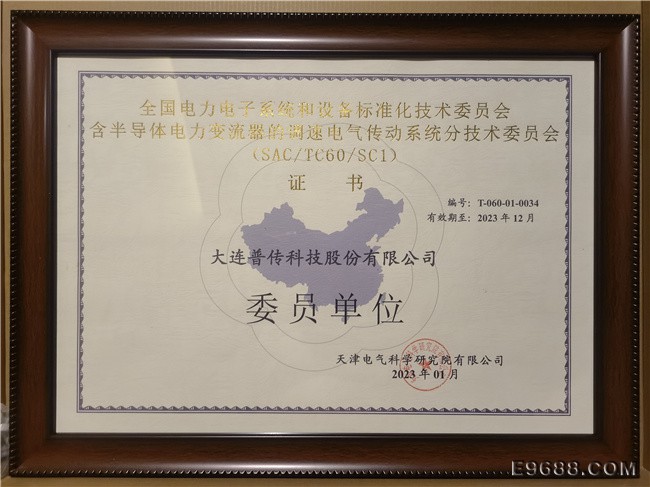 全国电力电子系统和设备标准化技术委员会
含半导体电力变流器的调速电气传动系统分技术委员会
(SAC/TC60/SC1)
证 书
编号: T-060-01-0034
有效期至: 2023 年 12 月
大连普传科技股份有限公司
委员单位
天津电气科学研究院有限公司
2023 年 01 月
E9688.COM